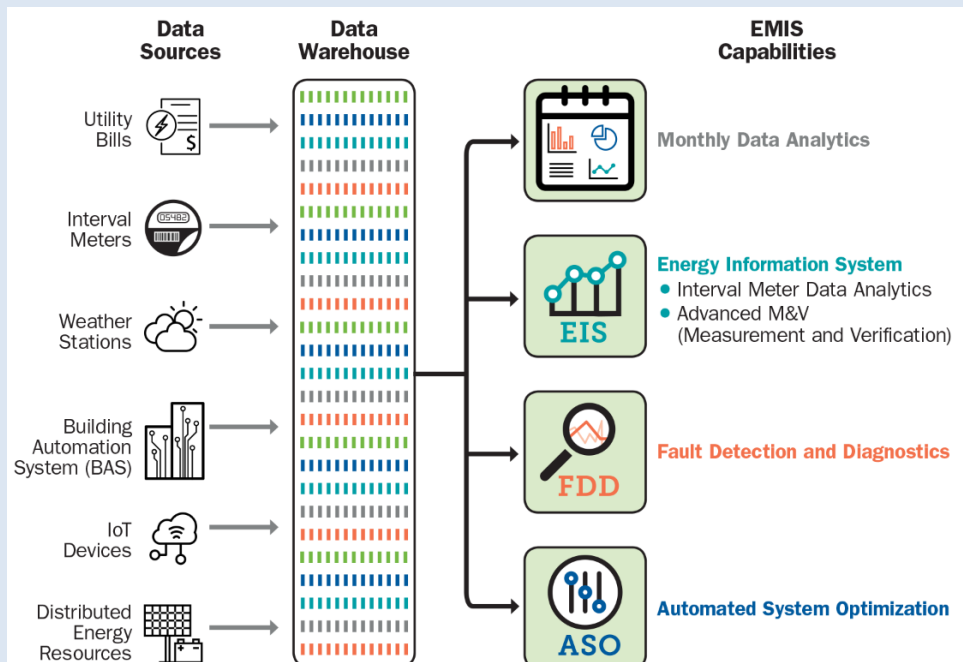 Data
Sources
Data
Warehouse
EMIS
Capabilities
Utility
Bills
$
Interval
Meters
05482
Weather
Stations
Building
Automation
System (BAS)
IoT
Devices
Distributed
Energy
Resources
Monthly Data Analytics
EIS
Energy Information System
• Interval Meter Data Analytics
• Advanced M&V
(Measurement and Verification)
FDD
Fault Detection and Diagnostics
ASO
Automated System Optimization